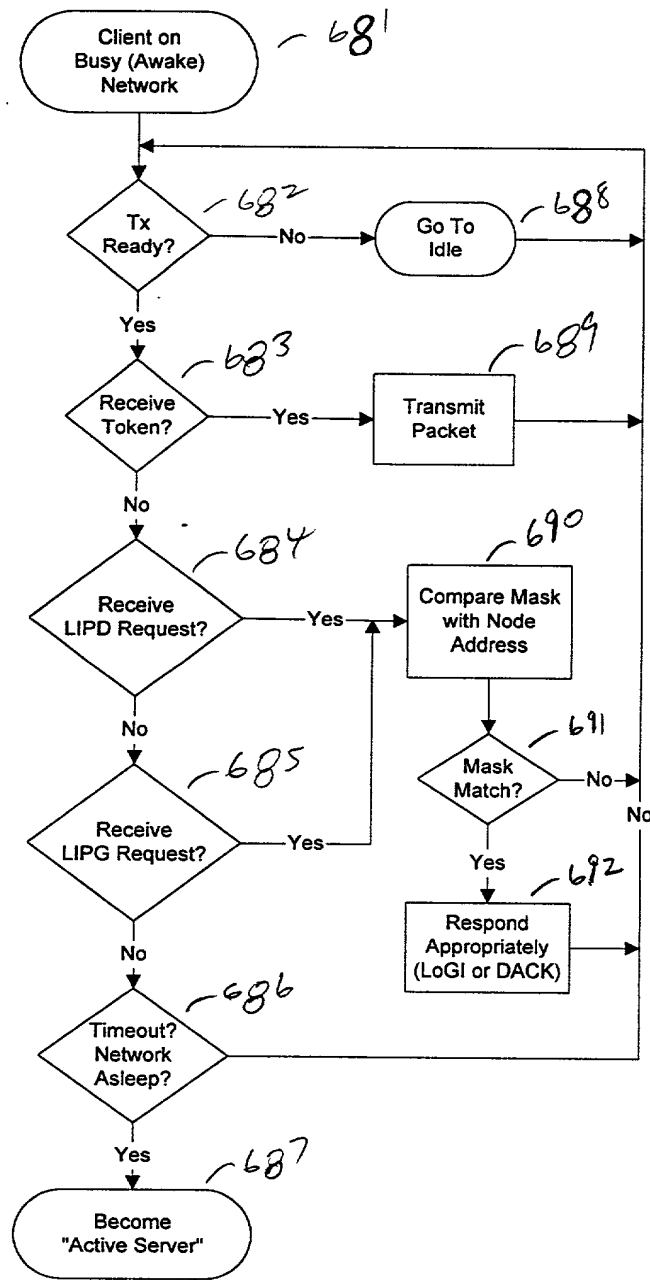 Client on
Busy (Awake)
Network
681
Tx
Ready?
682
No
Go To
Idle
688
Yes
Receive
Token?
683
Yes
Transmit
Packet
689
No
Receive
LIPD Request?
684
Yes
Compare Mask
with Node
Address
690
No
Mask
Match?
691
No
No
Receive
LIPG Request?
685
Yes
Yes
Respond
Appropriately
(LoGI or DACK)
692
No
Timeout?
Network
Asleep?
686
Yes
Become
"Active Server"
687